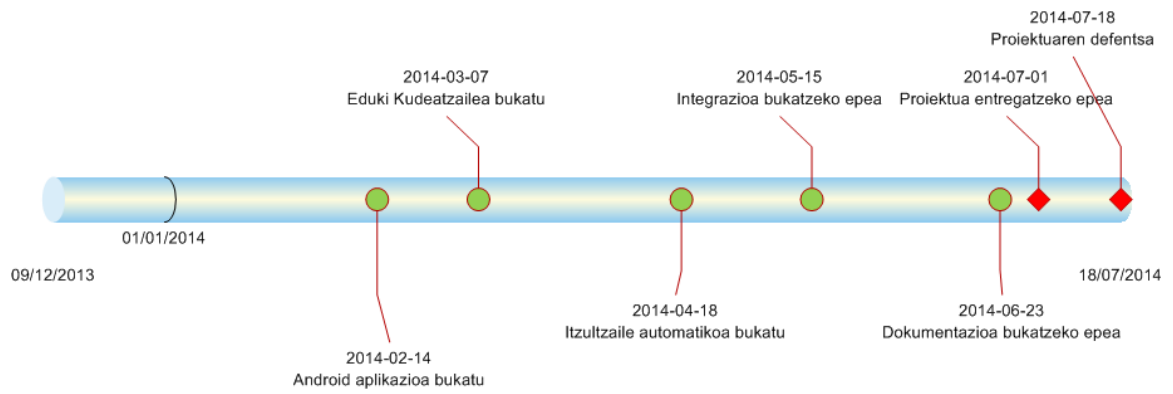 2014-07-18
Proiektuaren defentsa
2014-03-07
Eduki Kudeatzailea bukatu
2014-05-15
Integrazioa bukatzeko epea
2014-07-01
Proiektua entregatzeko epea
01/01/2014
09/12/2013
18/07/2014
2014-04-18
Itzultzaile automatikoa bukatu
2014-06-23
Dokumentazioa bukatzeko epea
2014-02-14
Android aplikazioa bukatu